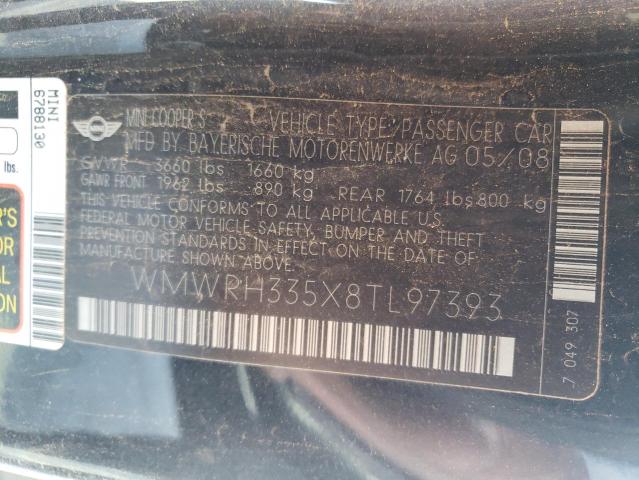 MINI
6788130
lbs.
R'S
OR
AL
ION
MINI COOPER S VEHICLE TYPE/PASSENGER CAR
MFD BY BAYERISCHE MOTORENWERKE AG 05/08
GVWR 3660 lbs 1660 kg
GAWR FRONT 1962 lbs 890 kg REAR 1764 lbs 800 kg
THIS VEHICLE CONFORMS TO ALL APPLICABLE U.S.
FEDERAL MOTOR VEHICLE SAFETY, BUMPER AND THEFT
PREVENTION STANDARDS IN EFFECT ON THE DATE OF
MANUFACTURE SHOWN ABOVE.
WMWRH335X8TL97393
7 049 307